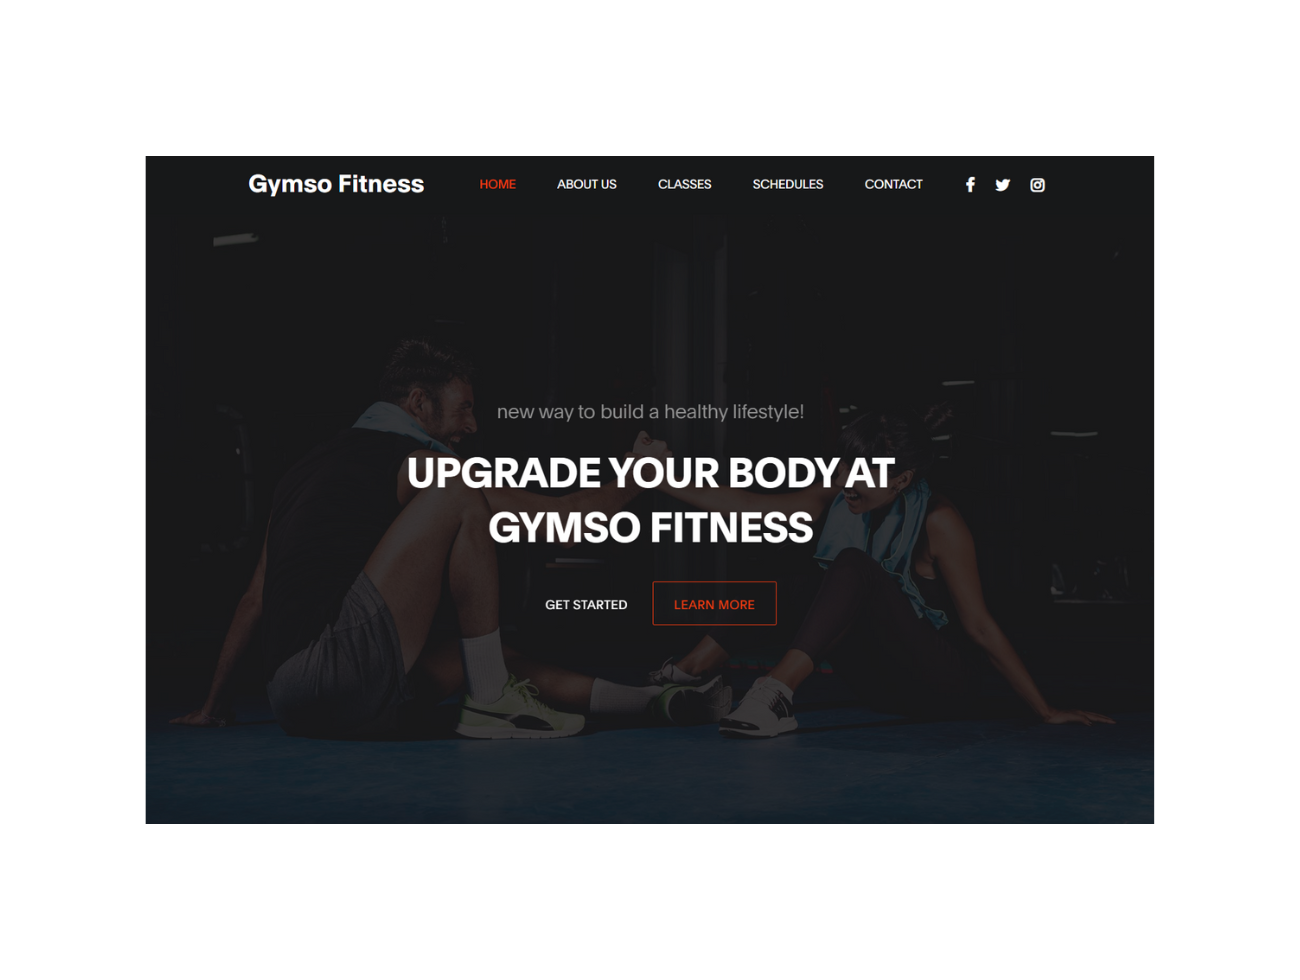 Gymso Fitness HOME ABOUT US CLASSES SCHEDULES CONTACT
new way to build a healthy lifestyle!
UPGRADE YOUR BODY AT
GYMSO FITNESS
GET STARTED LEARN MORE